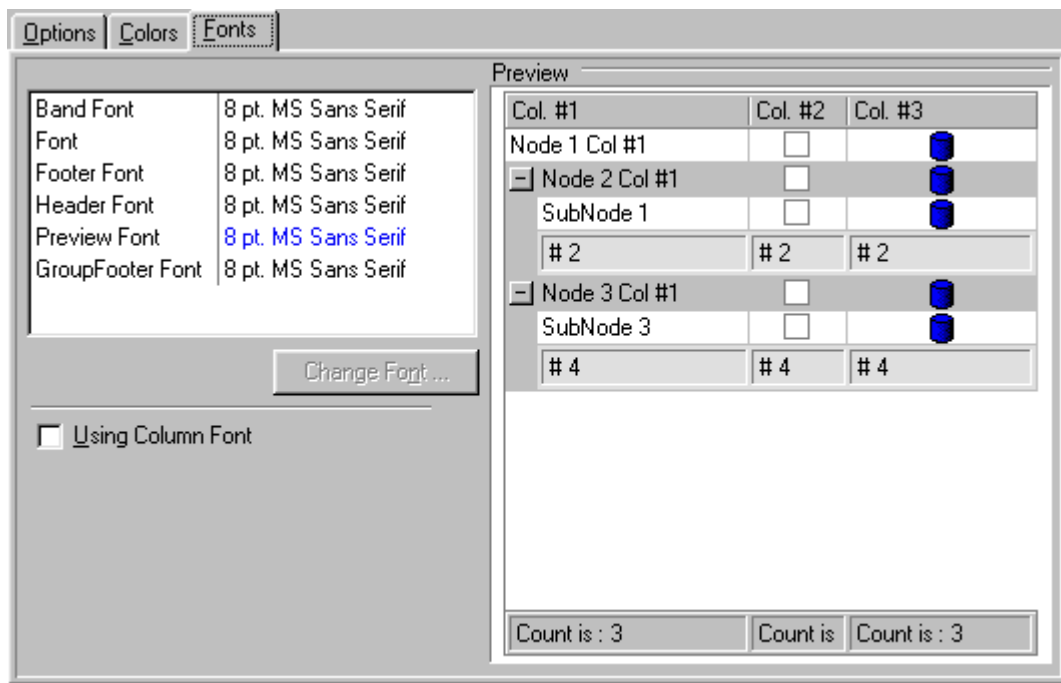 Options Colors Fonts
Preview
Band Font 8 pt. MS Sans Serif
Font 8 pt. MS Sans Serif
Footer Font 8 pt. MS Sans Serif
Header Font 8 pt. MS Sans Serif
Preview Font 8 pt. MS Sans Serif
GroupFooter Font 8 pt. MS Sans Serif
Change Font ...
Using Column Font
Col. #1 Col. #2 Col. #3
Node 1 Col #1
Node 2 Col #1
SubNode 1
# 2 # 2 # 2
Node 3 Col #1
SubNode 3
# 4 # 4 # 4
Count is : 3 Count is Count is : 3